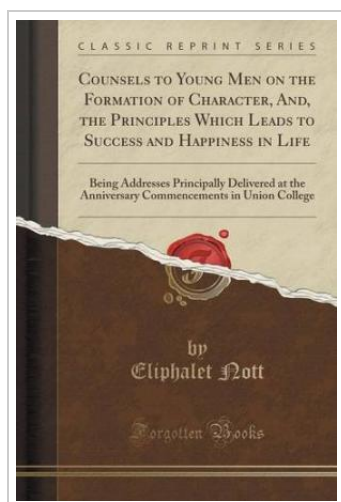 CLASSIC REPRINT SERIES
COUNSELS TO YOUNG MEN ON THE
FORMATION OF CHARACTER, AND,
THE PRINCIPLES WHICH LEADS TO
SUCCESS AND HAPPINESS IN LIFE
Being Addresses Principally Delivered at the
Anniversary Commencements in Union College
by
Eliphalet Nott
Forgotten Books